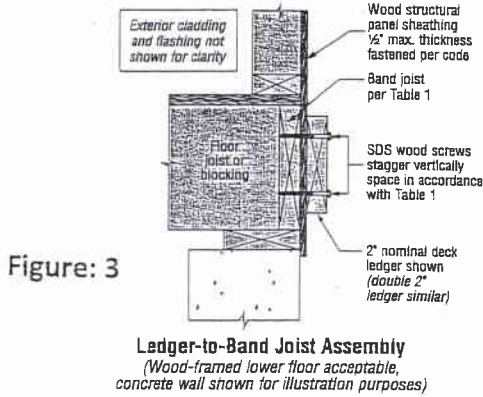 Exterior cladding
and flashing not
shown for clarity
Wood structural
panel sheathing
½" max. thickness
fastened per code
Band joist
per Table 1
Floor
joist or
blocking
SDS wood screws
stagger vertically
space in accordance
with Table 1
2" nominal deck
ledger shown
(double 2"
ledger similar)
Figure: 3
Ledger-to-Band Joist Assembly
(Wood-framed lower floor acceptable,
concrete wall shown for illustration purposes)